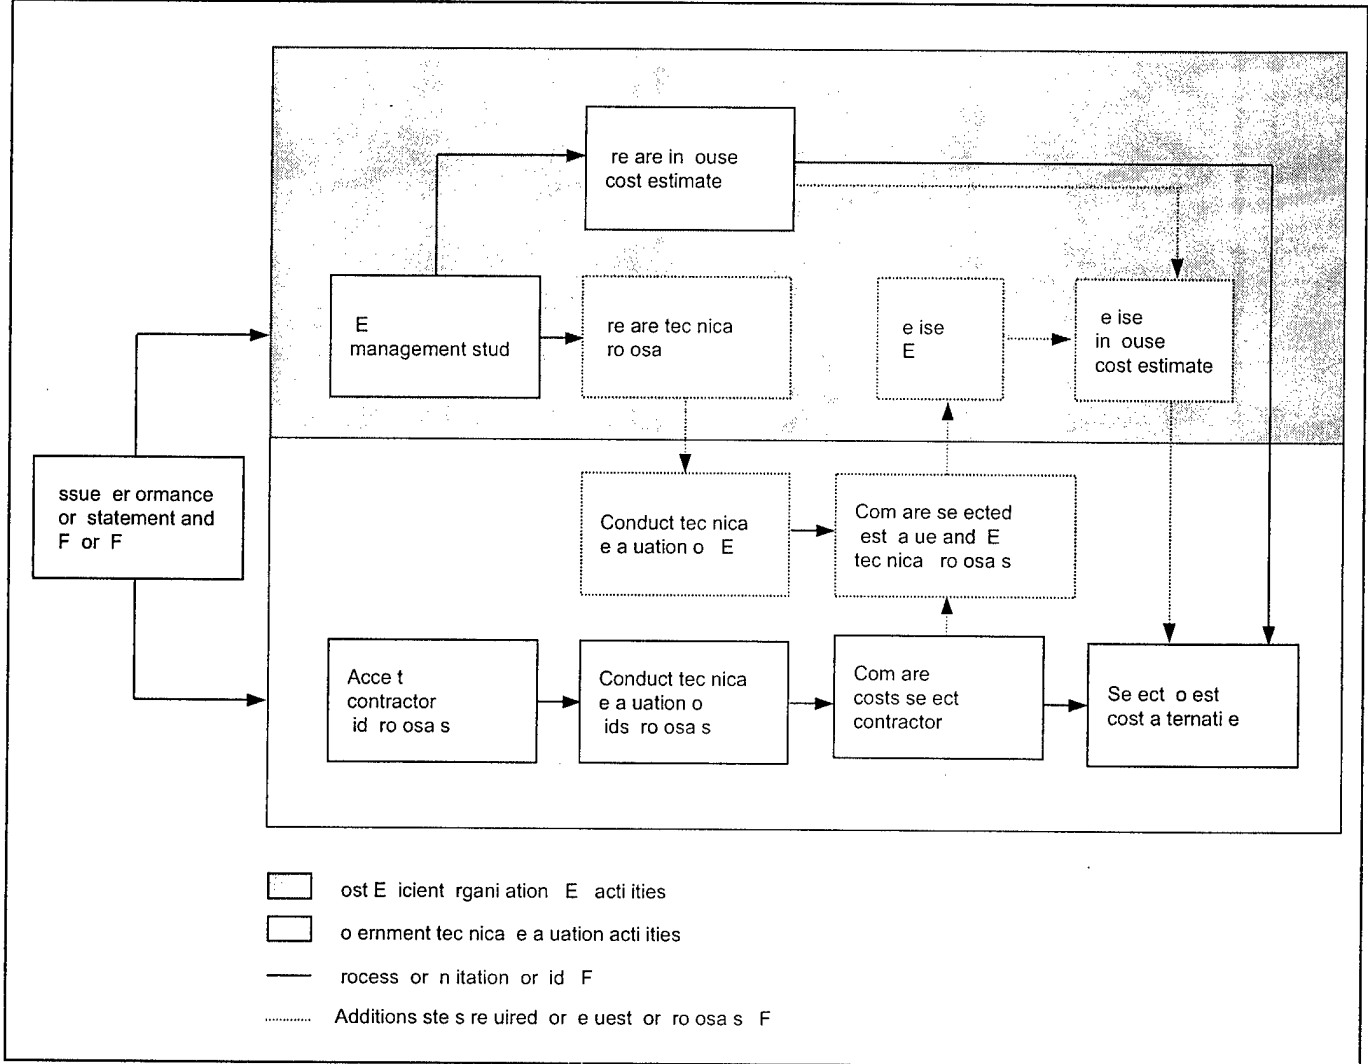 re are in ouse
cost estimate
E
management stud
re are tec nica
ro osa
e ise
E
e ise
in ouse
cost estimate
ssue er ormance
or statement and
F or F
Conduct tec nica
e a uation o E
Com are se ected
est a ue and E
tec nica ro osa s
Acce t
contractor
id ro osa s
Conduct tec nica
e a uation o
ids ro osa s
Com are
costs se ect
contractor
Se ect o est
cost a ternati e
ost E icient rgani ation E acti ities
o ernment tec nica e a uation acti ities
rocess or n itation or id F
Additions ste s re uired or e uest or ro osa s F